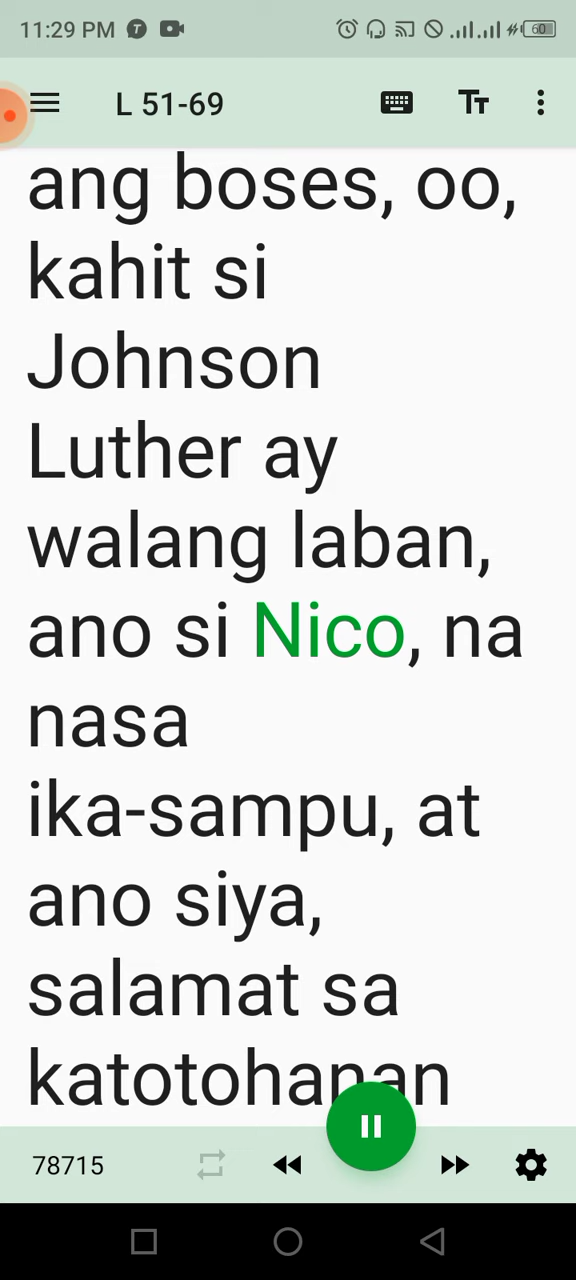 11:29 PM
60
L 51-69
ang boses, oo,
kahit si
Johnson
Luther ay
walang laban,
ano si Nico, na
nasa
ika-sampu, at
ano siya,
salamat sa
katotohanan
78715